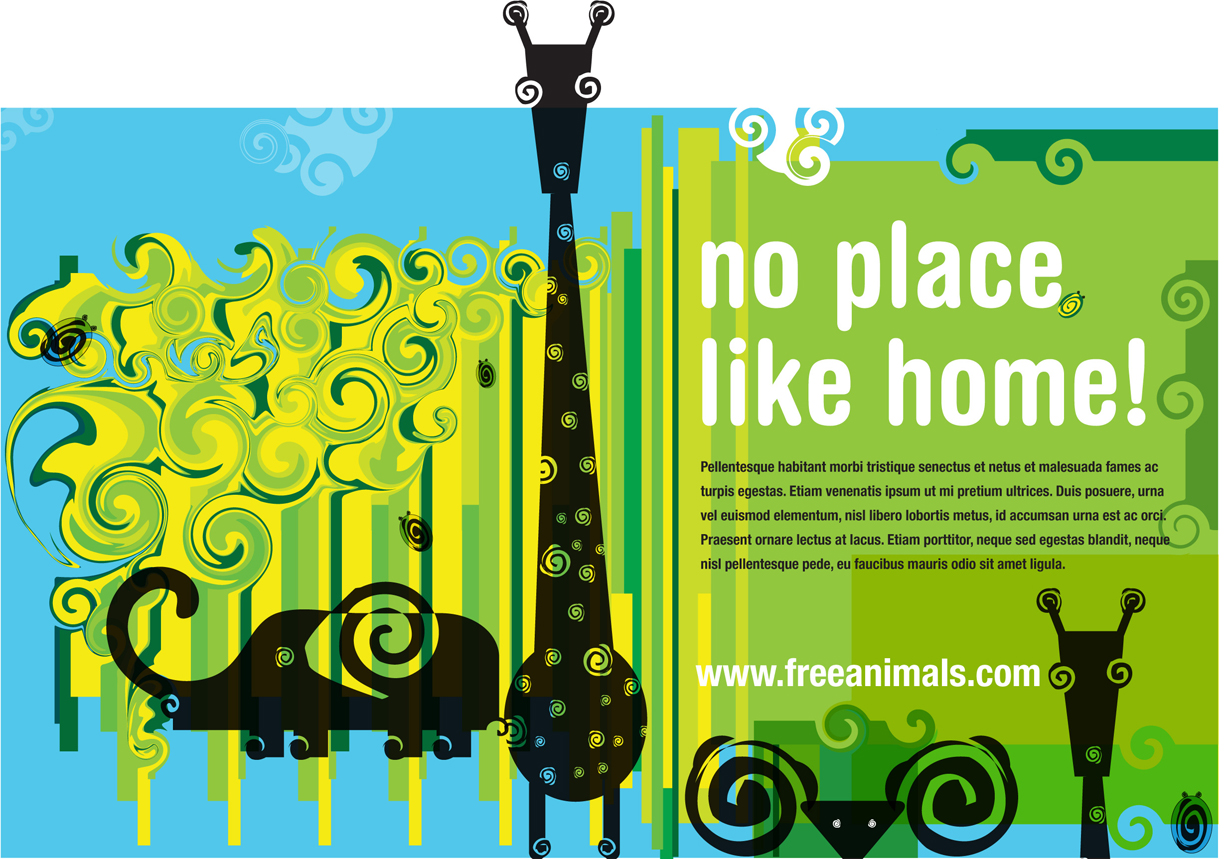 no place
like home!
Pellentesque habitant morbi tristique senectus et netus et malesuada fames ac
turpis egestas. Etiam venenatis ipsum ut mi pretium ultrices. Duis posuere, urna
vel euismod elementum, nisl libero lobortis metus, id accumsan urna est ac orci.
Praesent ornare lectus at lacus. Etiam porttitor, neque sed egestas blandit, neque
nisl pellentesque pede, eu faucibus mauris odio sit amet ligula.
www.freeanimals.com